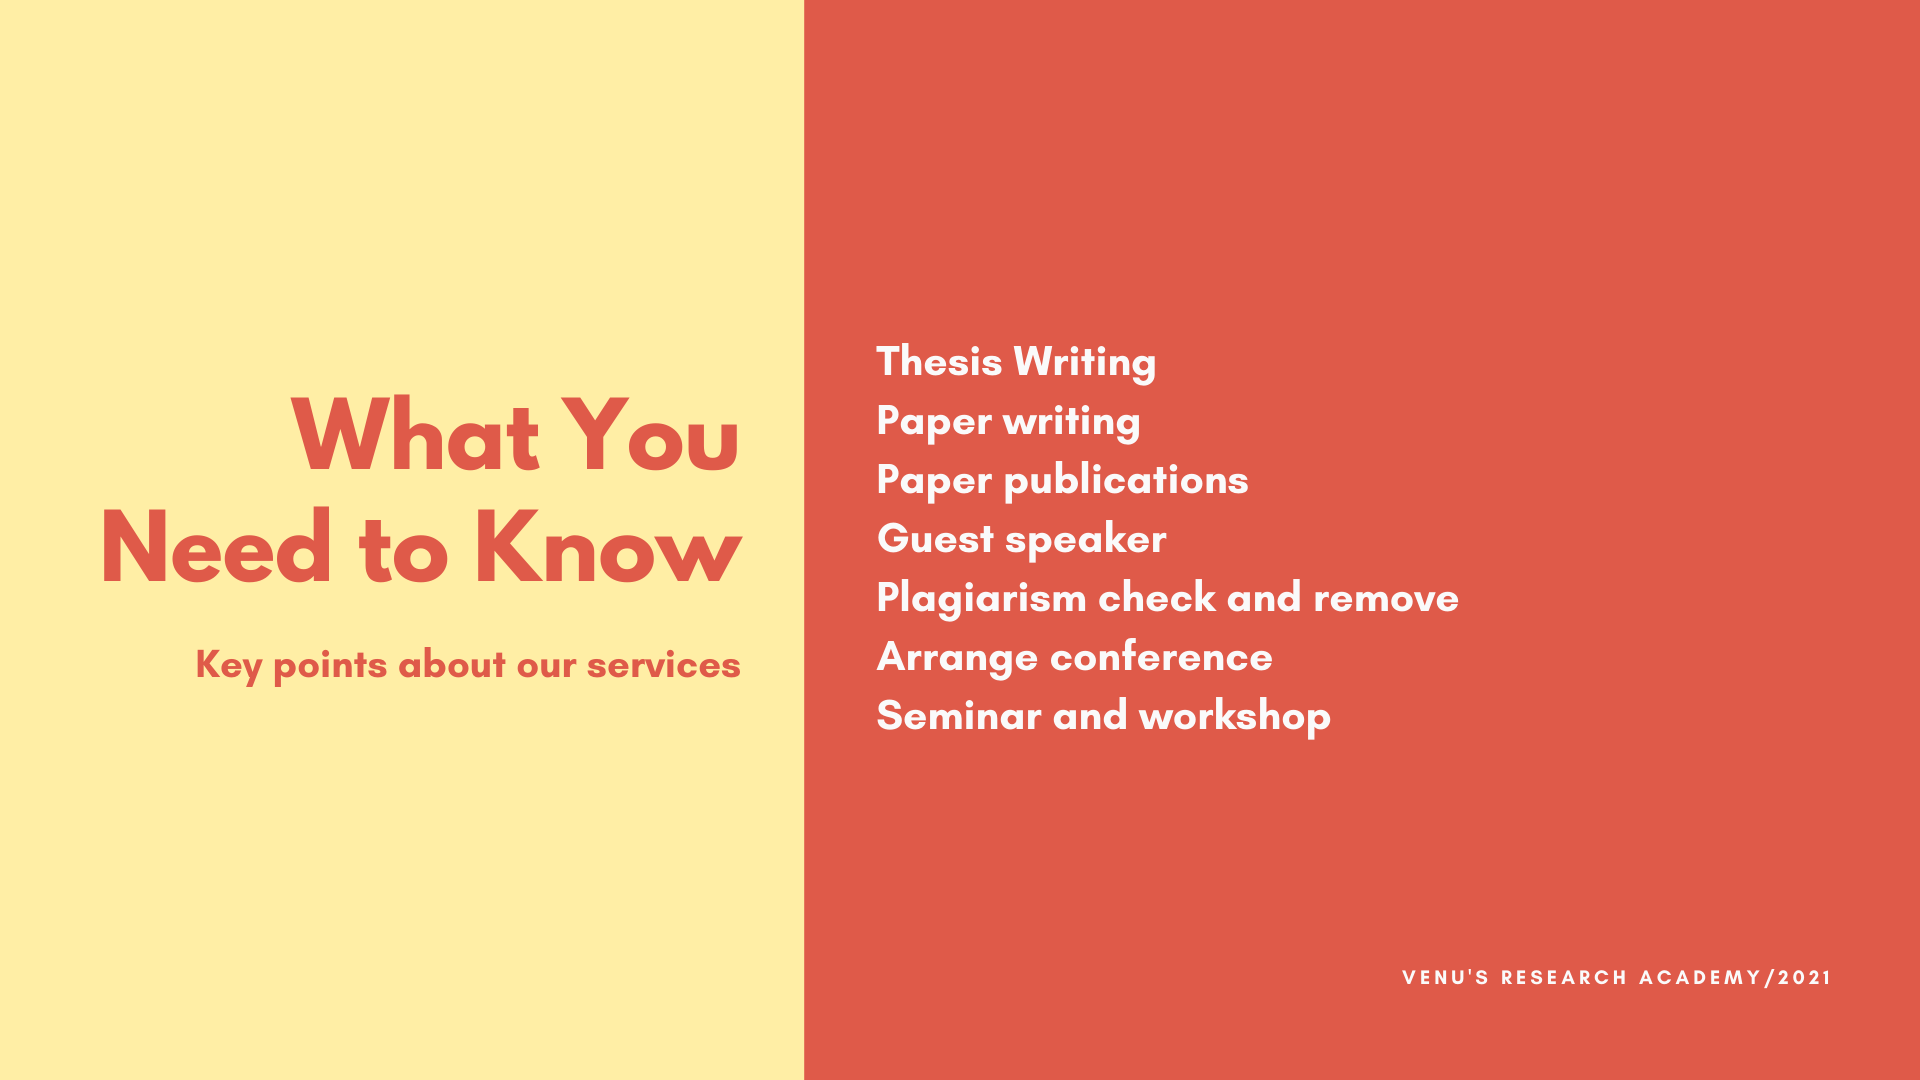 What You
Need to Know
Key points about our services
Thesis Writing
Paper writing
Paper publications
Guest speaker
Plagiarism check and remove
Arrange conference
Seminar and workshop
VENU'S RESEARCH ACADEMY/2021